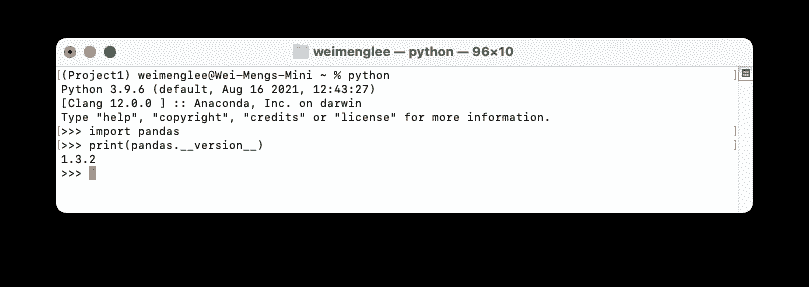 weimenglee — python — 96×10
[(Project1) weimenglee@Wei-Mengs-Mini ~ % python ]
Python 3.9.6 (default, Aug 16 2021, 12:43:27)
[Clang 12.0.0 ] :: Anaconda, Inc. on darwin
Type "help", "copyright", "credits" or "license" for more information.
[>>> import pandas ]
[>>> print(pandas.__version__) ]
1.3.2
>>>